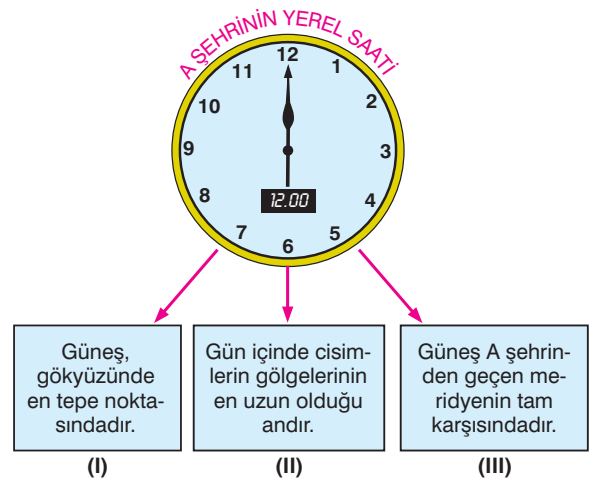 A ŞEHRİNİN YEREL SAATİ
12
11
1
10
2
9
3
8
4
12.00
7
5
6
Güneş,
gökyüzünde
en tepe nokta-
sındadır.
(I)
Gün içinde cisim-
lerin gölgelerinin
en uzun olduğu
andır.
(II)
Güneş A şehrin-
den geçen me-
ridyenin tam
karşısındadır.
(III)